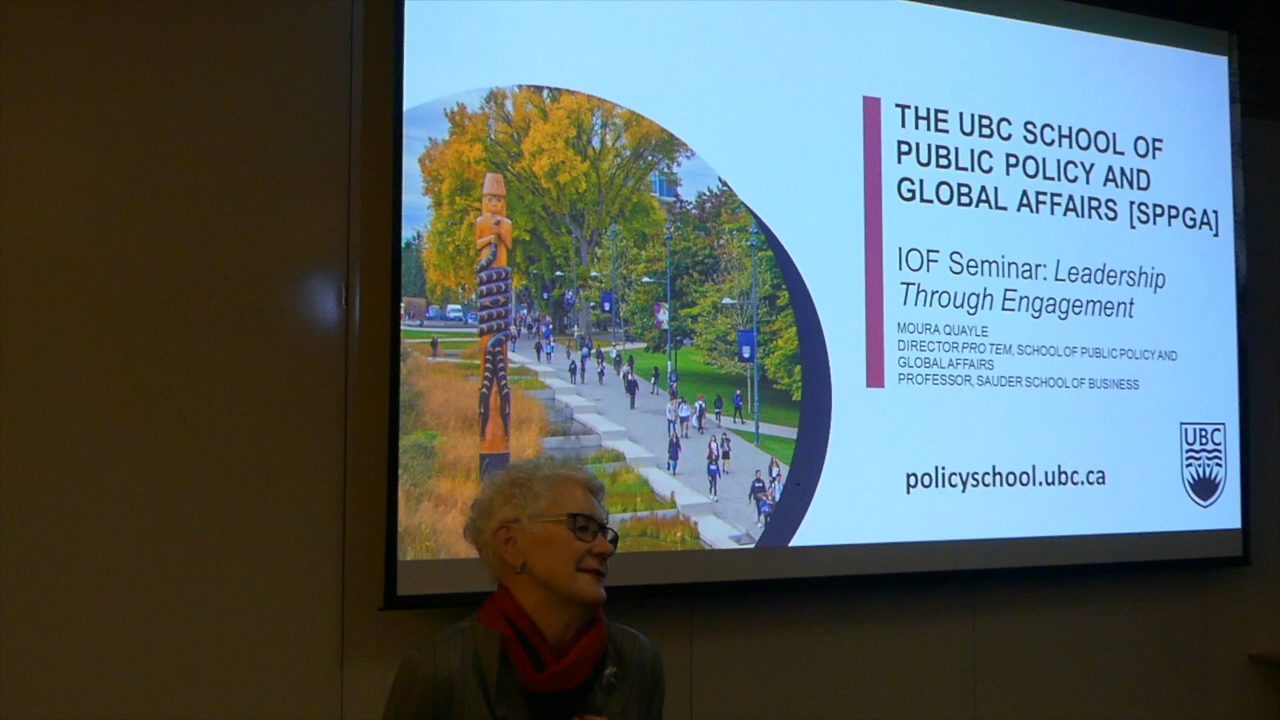 THE UBC SCHOOL OF
PUBLIC POLICY AND
GLOBAL AFFAIRS [SPPGA]
IOF Seminar: Leadership
Through Engagement
MOURA QUAYLE
DIRECTOR PRO TEM, SCHOOL OF PUBLIC POLICY AND
GLOBAL AFFAIRS
PROFESSOR, SAUDER SCHOOL OF BUSINESS
UBC
policyschool.ubc.ca